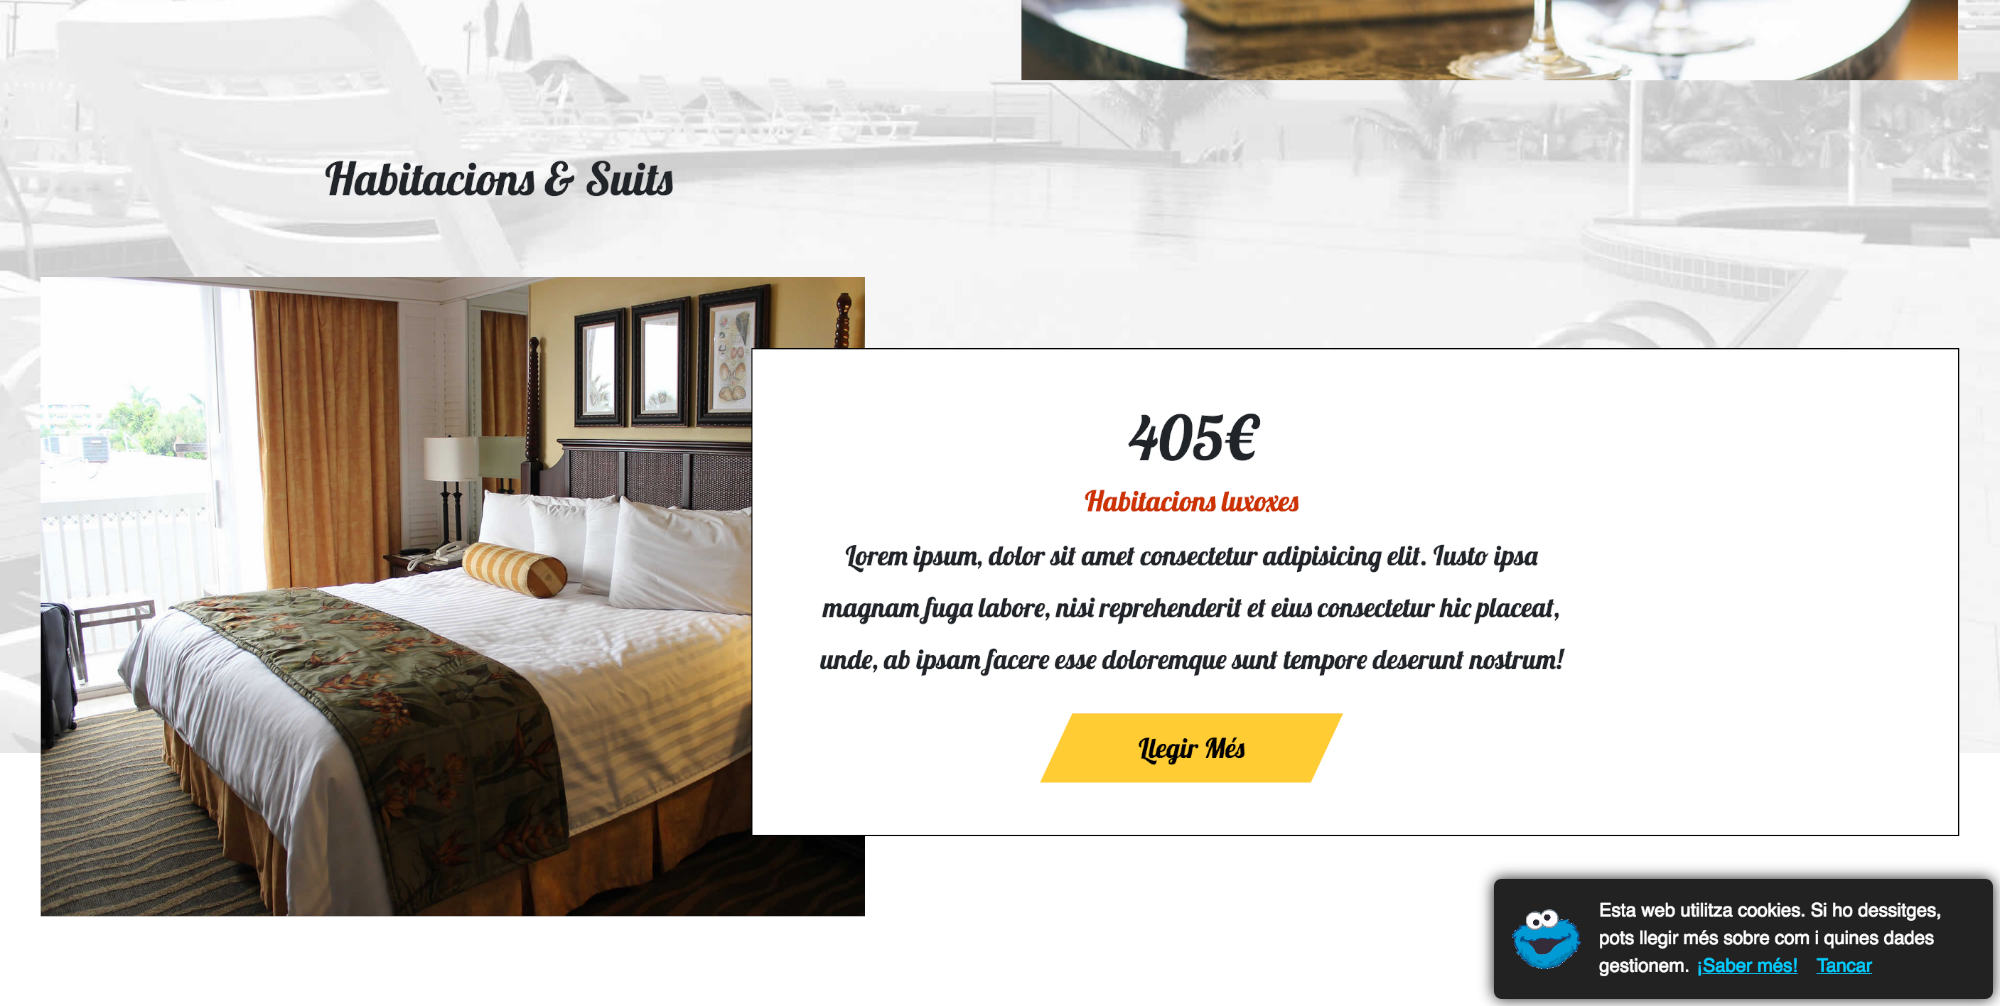 Habitacions & Suits
405€
Habitacions luxoxes
Lorem ipsum, dolor sit amet consectetur adipisicing elit. Iusto ipsa
magnam fuga labore, nisi reprehenderit et eius consectetur hic placeat,
unde, ab ipsam facere esse doloremque sunt tempore deserunt nostrum!
Llegir Més
Esta web utilitza cookies. Si ho dessitges,
pots llegir més sobre com i quines dades
gestionem. ¡Saber més! Tancar